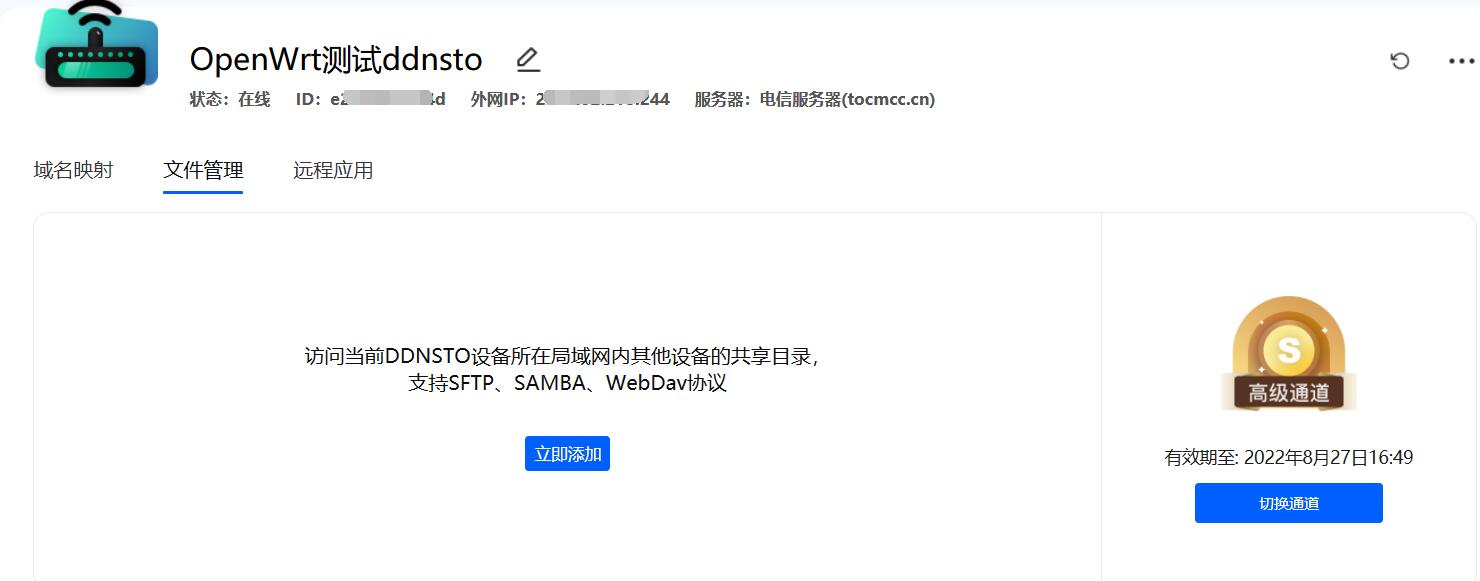 OpenWrt测试ddnsto
状态：在线 ID：e2 4d 外网IP：2 244 服务器：电信服务器(tocmcc.cn)
域名映射 文件管理 远程应用
访问当前DDNSTO设备所在局域网内其他设备的共享目录，
支持SFTP、SAMBA、WebDav协议
立即添加
S
高级通道
有效期至: 2022年8月27日16:49
切换通道